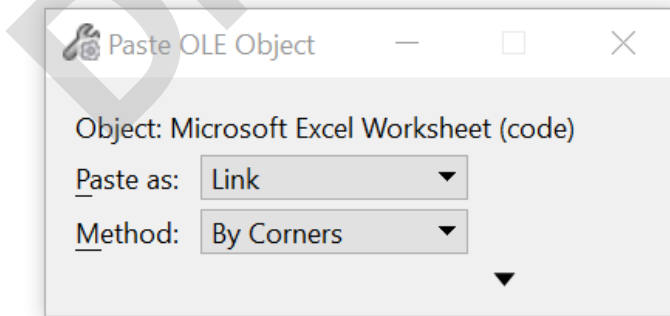 Paste OLE Object
Object: Microsoft Excel Worksheet (code)
Paste as: Link
Method: By Corners